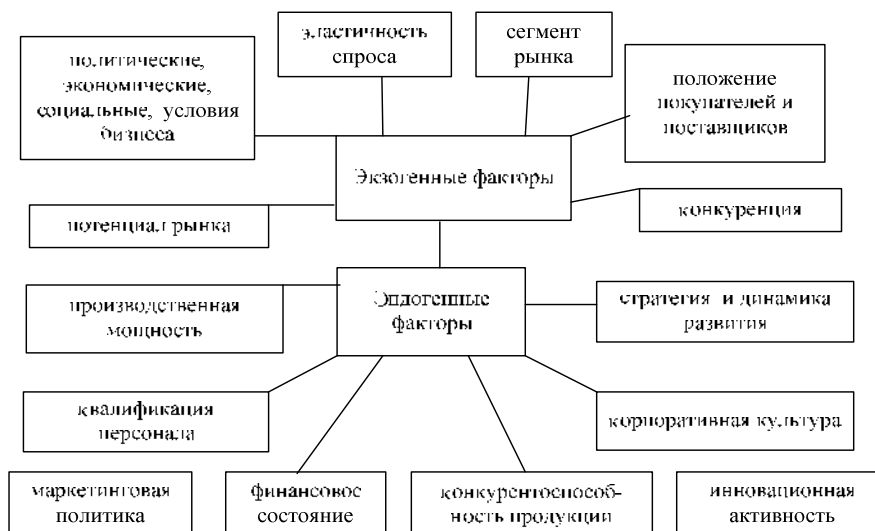 эластичность
спроса
сегмент
рынка
политические,
экономические,
социальные, условия
бизнеса
положение
покупателей и
поставщиков
Экзогенные факторы
потенциал рынка
конкуренция
Эндогенные
факторы
производственная
мощность
стратегия и динамика
развития
квалификация
персонала
корпоративная культура
маркетинговая
политика
финансовое
состояние
конкурентоспособ-
ность продукции
инновационная
активность